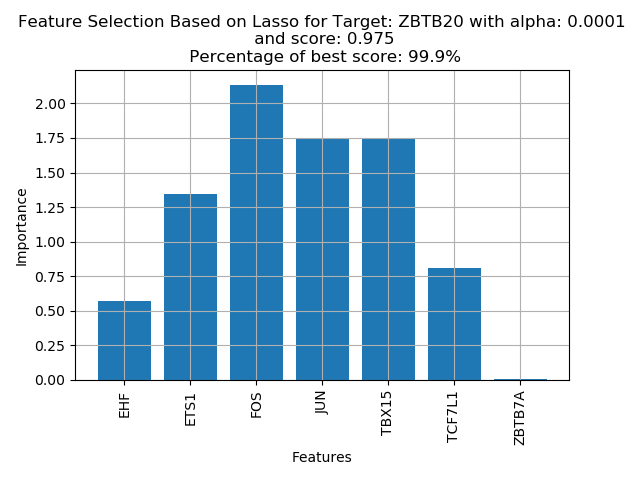 Feature Selection Based on Lasso for Target: ZBTB20 with alpha: 0.0001
and score: 0.975
Percentage of best score: 99.9%
2.00
1.75
1.50
1.25
1.00
0.75
0.50
0.25
0.00
Importance
EHF
ETS1
FOS
JUN
TBX15
TCF7L1
ZBTB7A
Features